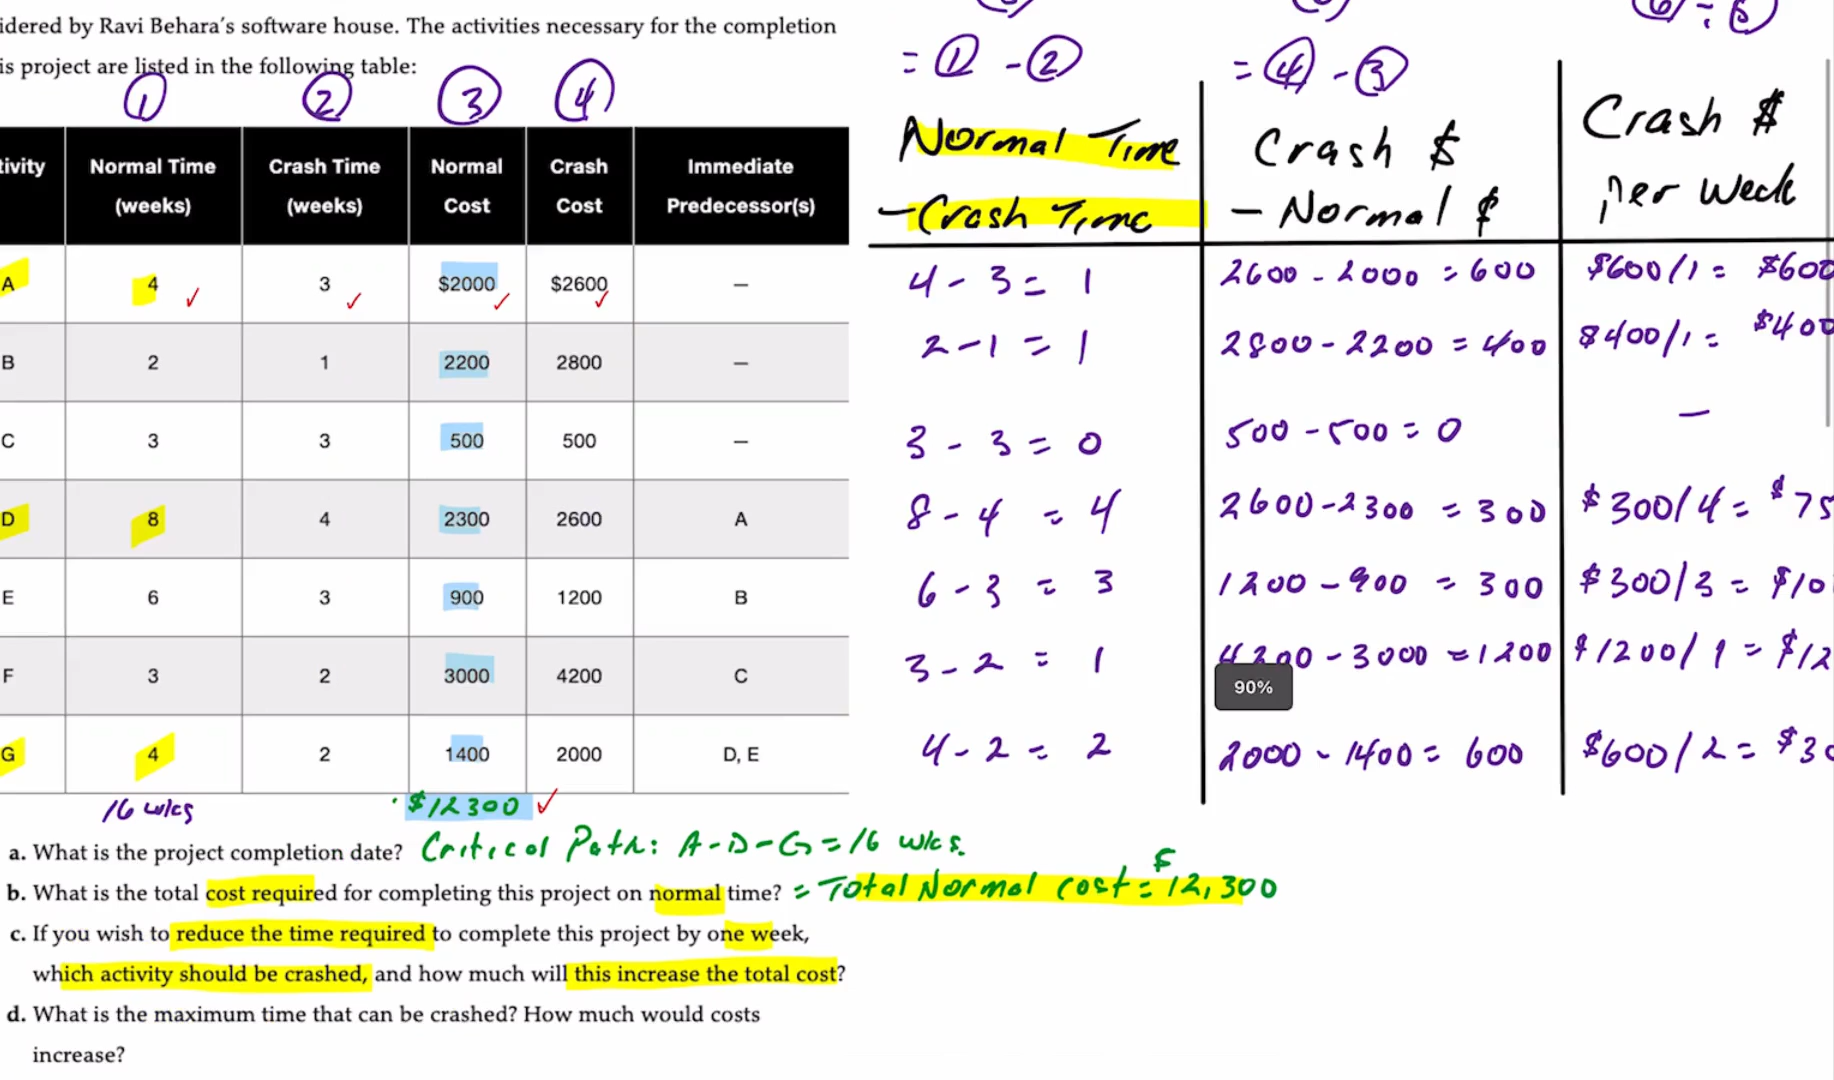 idered by Ravi Behara's software house. The activities necessary for the completion
is project are listed in the following table:
① ② ③ ④
tivity Normal Time (weeks) Crash Time (weeks) Normal Cost Crash Cost Immediate Predecessor(s)
A 4 ✓ 3 ✓ $2000 ✓ $2600 ✓ —
B 2 1 2200 2800 —
C 3 3 500 500 —
D 8 4 2300 2600 A
E 6 3 900 1200 B
F 3 2 3000 4200 C
G 4 2 1400 2000 D, E
16 wks $12300 ✓
= ① - ② = ④ - ③
Normal Time Crash $ Crash $
- Crash Time - Normal $ per week
4 - 3 = 1 2600 - 2000 = 600 $600/1 = $600
2 - 1 = 1 2800 - 2200 = 400 $400/1 = $400
3 - 3 = 0 500 - 500 = 0 —
8 - 4 = 4 2600 - 2300 = 300 $300/4 = $75
6 - 3 = 3 1200 - 900 = 300 $300/3 = $10
3 - 2 = 1 4200 - 3000 = 1200 $1200/1 = $12
90%
4 - 2 = 2 2000 - 1400 = 600 $600/2 = $30
a. What is the project completion date? Critical Path: A-D-G = 16 wks.
b. What is the total cost required for completing this project on normal time? = Total Normal cost = $12,300
c. If you wish to reduce the time required to complete this project by one week,
which activity should be crashed, and how much will this increase the total cost?
d. What is the maximum time that can be crashed? How much would costs
increase?